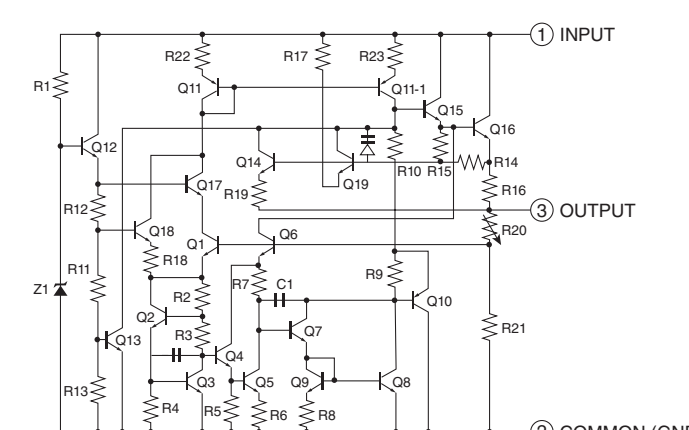 1 INPUT
R22
R17
R23
R1
Q11
Q11-1
Q15
Q16
Q12
Q14
R10
R15
R14
Q19
R19
R16
Q17
R12
3 OUTPUT
Q18
Q6
R20
Q1
R18
R11
R9
R7
C1
Z1
R2
Q10
Q2
Q7
R21
R3
Q13
Q4
Q3
Q5
Q9
Q8
R13
R4
R5
R6
R8